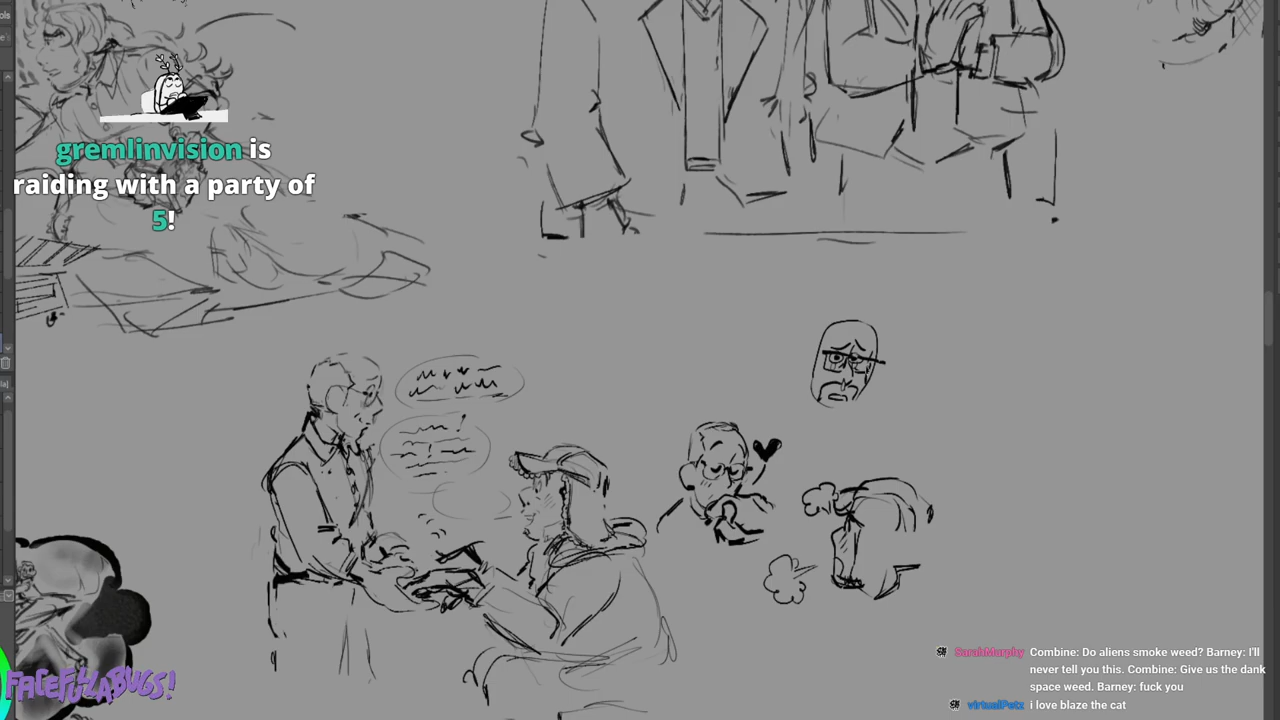 ols
gremlinvision is
raiding with a party of
5!
FACEFULLABUGS!
SarahMurphy Combine: Do aliens smoke weed? Barney: I'll
never tell you this. Combine: Give us the dank
space weed. Barney: fuck you
virtualPetz i love blaze the cat